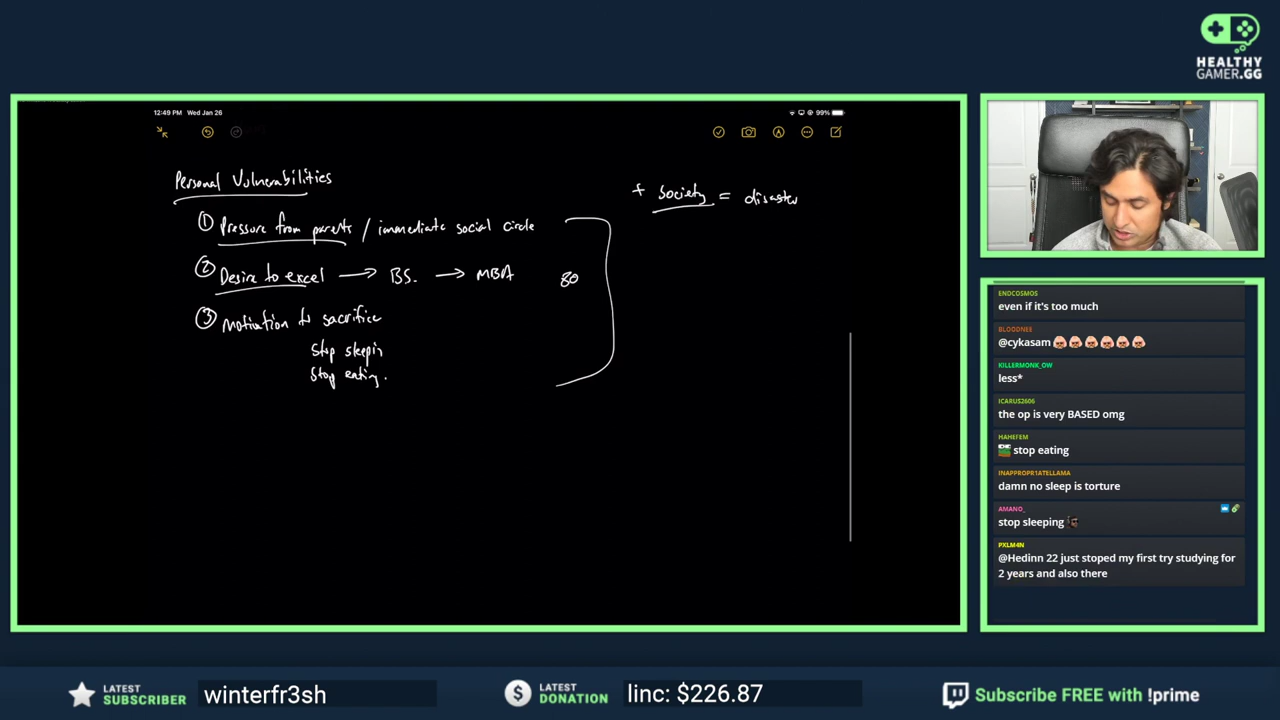 HEALTHY
GAMER.GG
12:49 PM Wed Jan 26
99%
Personal Vulnerabilities
+ society = disaster
① Pressure from parents / immediate social circle
② Desire to excel → BS. → MBA 80
③ Motivation to sacrifice
Stop sleepin
Stop eating.
ENDCOSMOS
even if it's too much
BLOODNEE
@cykasam
KILLERMONK_OW
less*
ICARUS2606
the op is very BASED omg
HAHEFEM
stop eating
INAPPROPR1ATELLAMA
damn no sleep is torture
AMANO_
stop sleeping
PXLM4N
@Hedinn 22 just stoped my first try studying for
2 years and also there
LATEST
SUBSCRIBER
winterfr3sh
LATEST
DONATION
linc: $226.87
Subscribe FREE with !prime